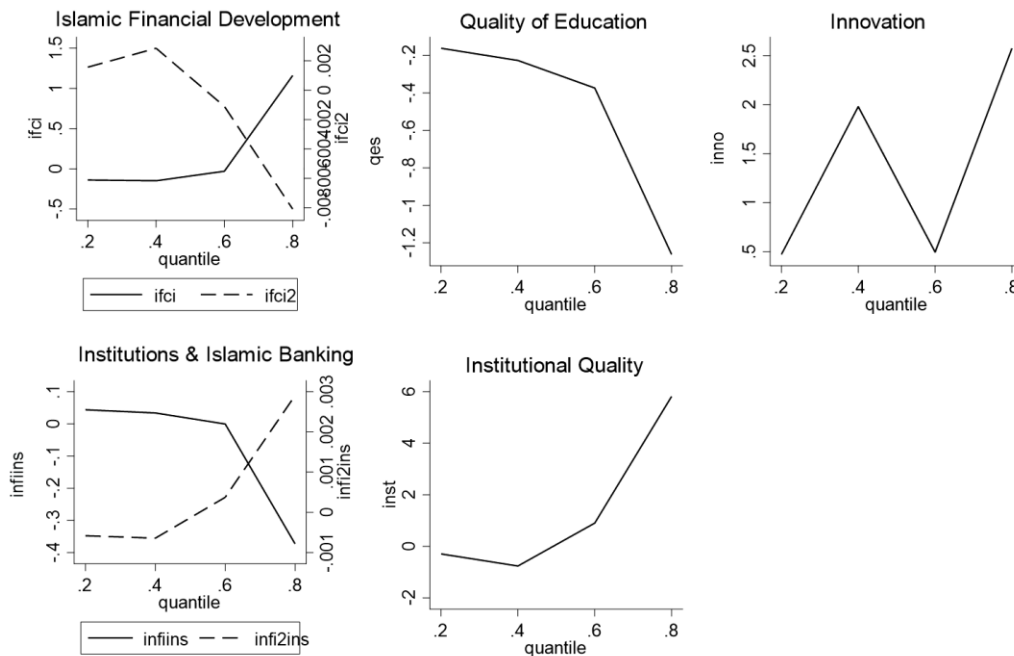 Islamic Financial Development
ifci
1.5
1
.5
0
-.5
ifci2
.002
0
-.002
-.004
-.006
-.008
.2 .4 .6 .8
quantile
ifci ifci2
Quality of Education
qes
-.2
-.4
-.6
-.8
-1
-1.2
.2 .4 .6 .8
quantile
Innovation
inno
2.5
2
1.5
1
.5
.2 .4 .6 .8
quantile
Institutions & Islamic Banking
infiins
.1
0
-.1
-.2
-.3
-.4
infi2ins
.003
.002
.001
0
-.001
.2 .4 .6 .8
quantile
infiins infi2ins
Institutional Quality
inst
6
4
2
0
-2
.2 .4 .6 .8
quantile